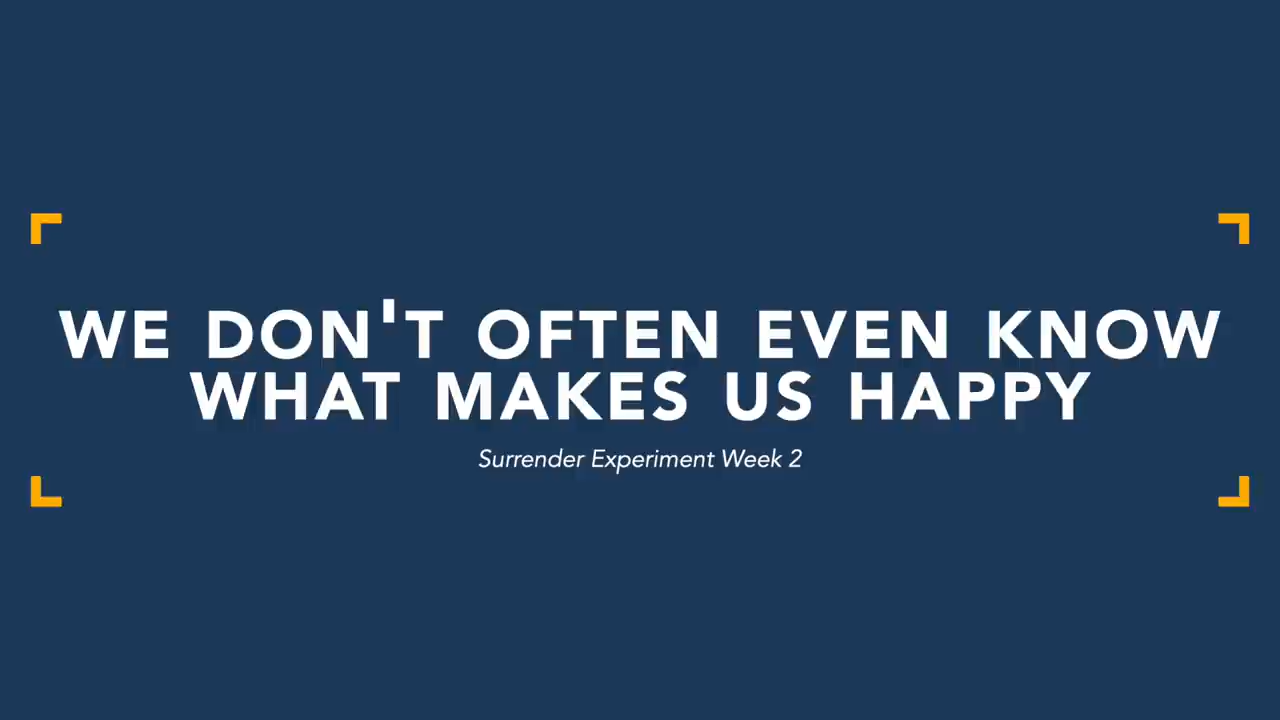 WE DON'T OFTEN EVEN KNOW
WHAT MAKES US HAPPY
Surrender Experiment Week 2